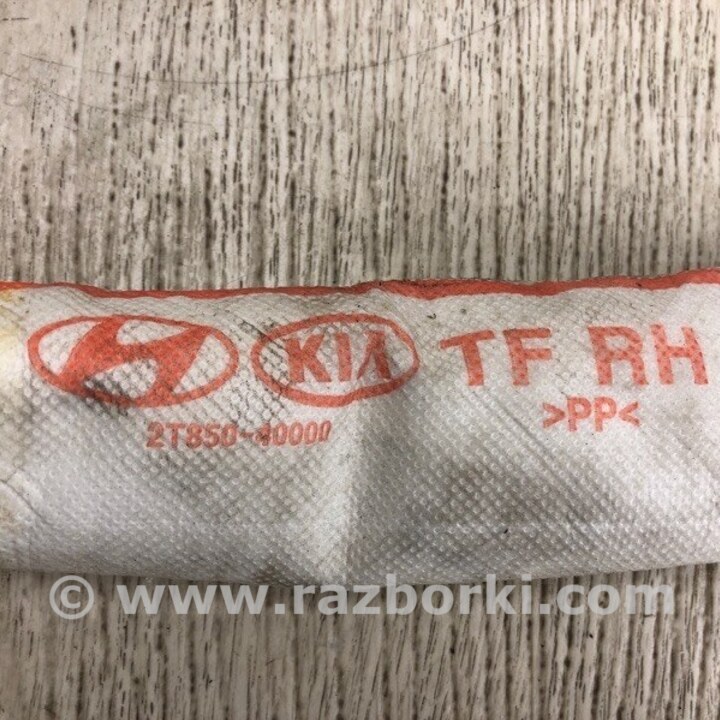 KIA TF RH
2T850-40000
>PP<
© www.razborki.com